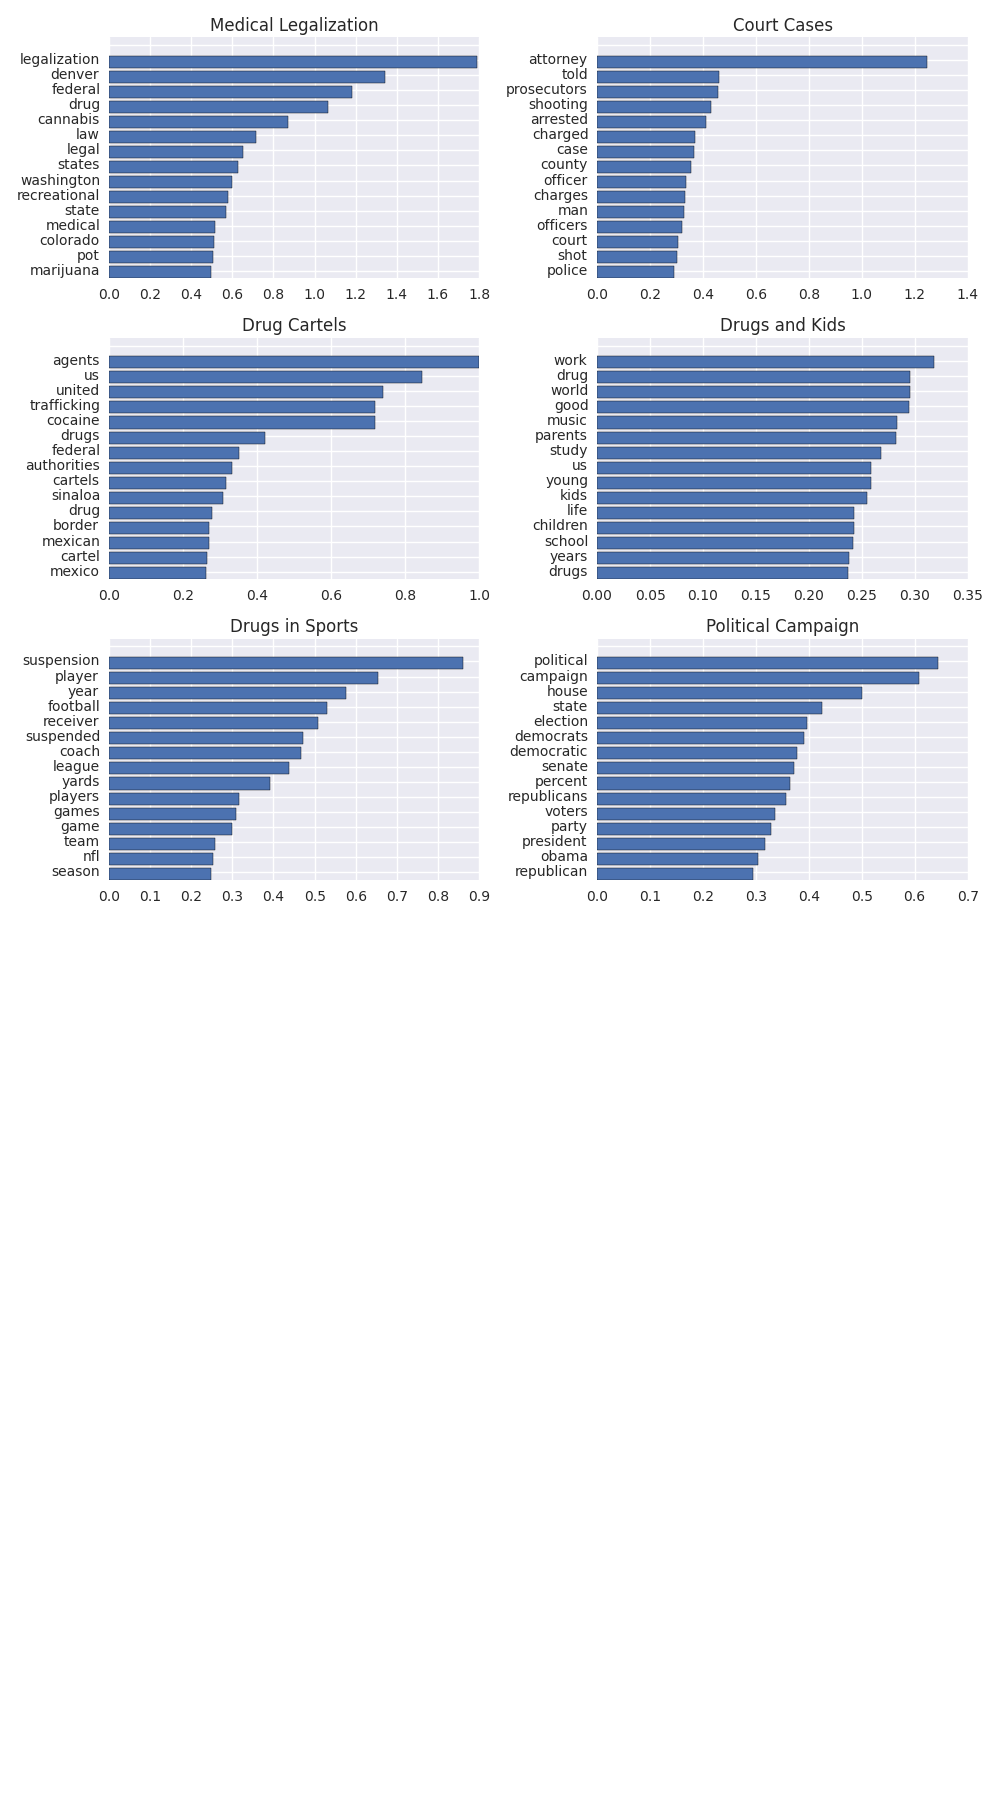 Medical Legalization
legalization
denver
federal
drug
cannabis
law
legal
states
washington
recreational
state
medical
colorado
pot
marijuana
0.0 0.2 0.4 0.6 0.8 1.0 1.2 1.4 1.6 1.8
Court Cases
attorney
told
prosecutors
shooting
arrested
charged
case
county
officer
charges
man
officers
court
shot
police
0.0 0.2 0.4 0.6 0.8 1.0 1.2 1.4
Drug Cartels
agents
us
united
trafficking
cocaine
drugs
federal
authorities
cartels
sinaloa
drug
border
mexican
cartel
mexico
0.0 0.2 0.4 0.6 0.8 1.0
Drugs and Kids
work
drug
world
good
music
parents
study
us
young
kids
life
children
school
years
drugs
0.00 0.05 0.10 0.15 0.20 0.25 0.30 0.35
Drugs in Sports
suspension
player
year
football
receiver
suspended
coach
league
yards
players
games
game
team
nfl
season
0.0 0.1 0.2 0.3 0.4 0.5 0.6 0.7 0.8 0.9
Political Campaign
political
campaign
house
state
election
democrats
democratic
senate
percent
republicans
voters
party
president
obama
republican
0.0 0.1 0.2 0.3 0.4 0.5 0.6 0.7